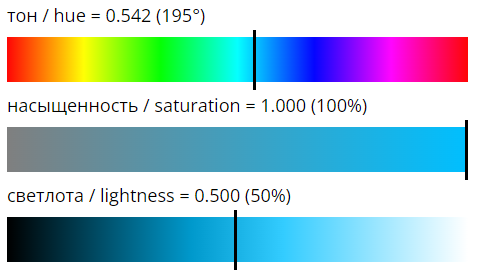 тон / hue = 0.542 (195°)
насыщенность / saturation = 1.000 (100%)
светлота / lightness = 0.500 (50%)